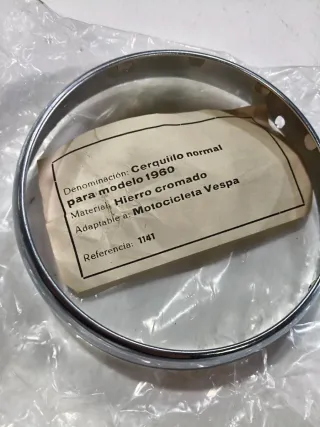 Denominación: Cerquillo normal
para modelo 1960
Material: Hierro cromado
Adaptable a: Motocicleta Vespa
Referencia: 1141